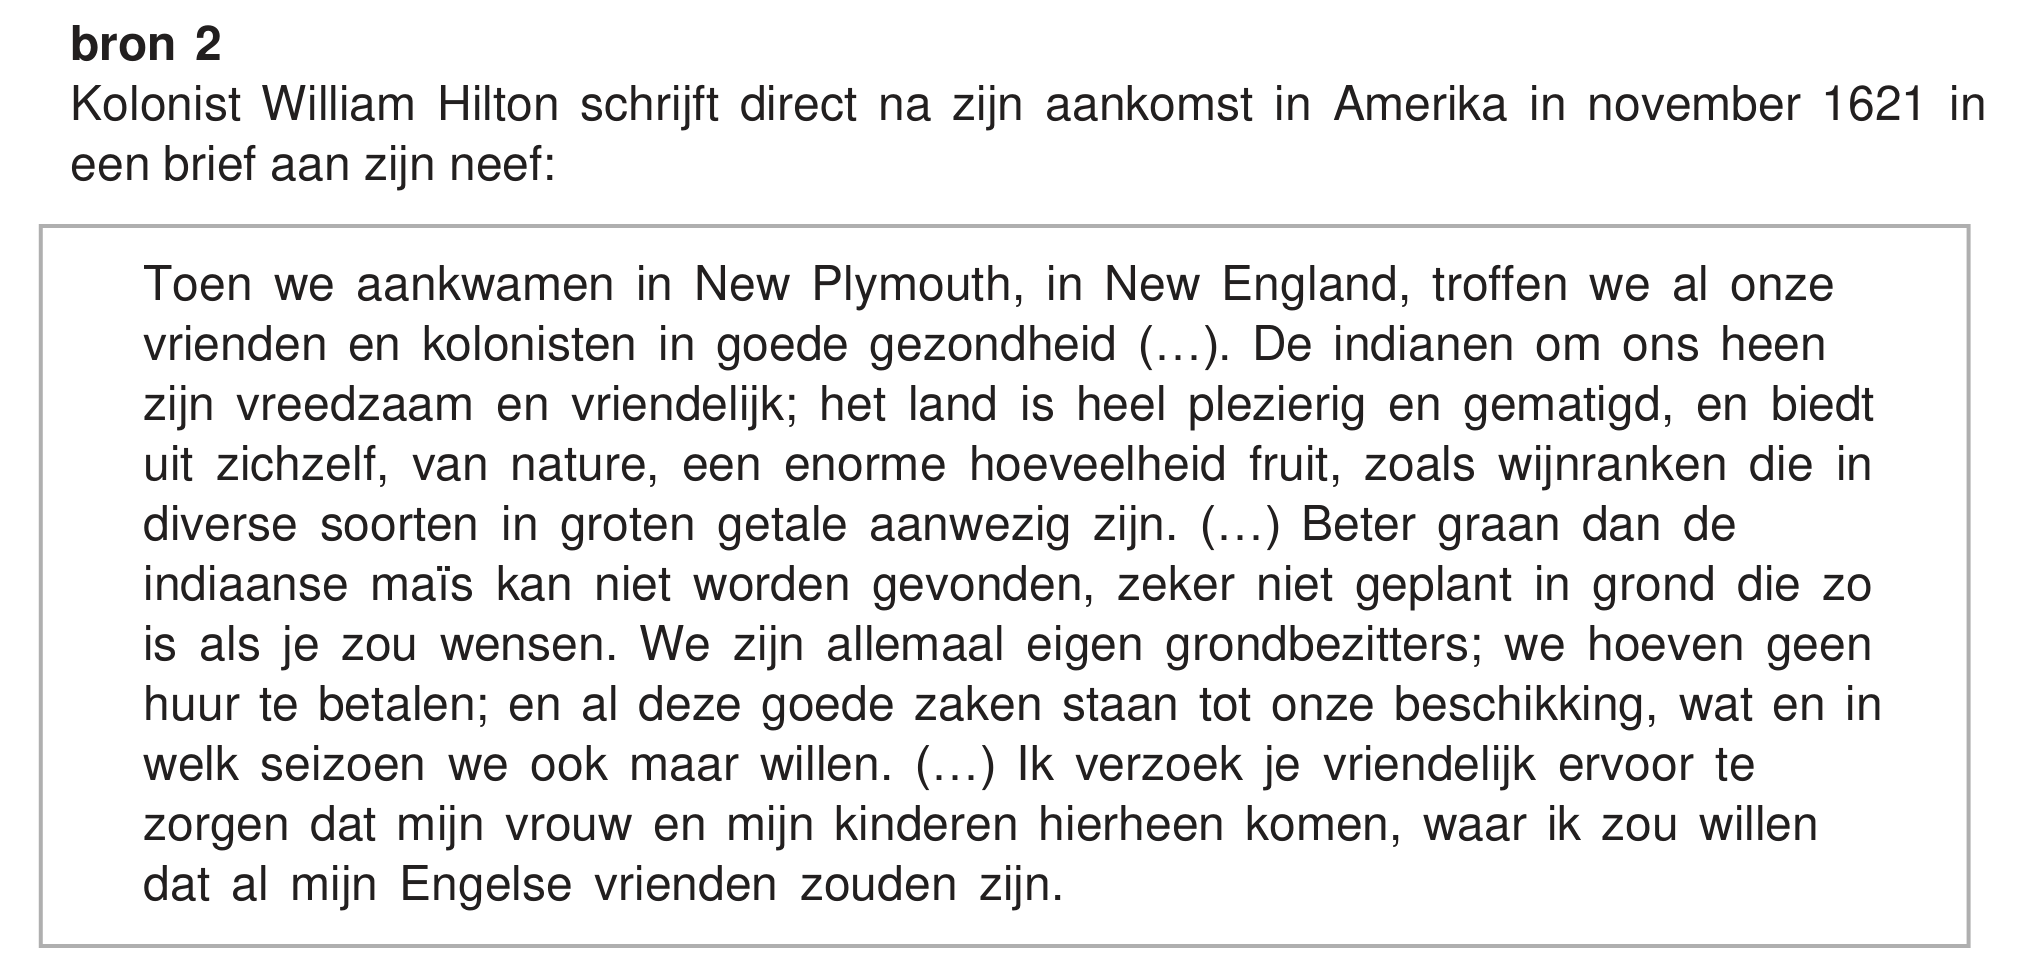 bron 2
Kolonist William Hilton schrijft direct na zijn aankomst in Amerika in november 1621 in
een brief aan zijn neef:
Toen we aankwamen in New Plymouth, in New England, troffen we al onze
vrienden en kolonisten in goede gezondheid (…). De indianen om ons heen
zijn vreedzaam en vriendelijk; het land is heel plezierig en gematigd, en biedt
uit zichzelf, van nature, een enorme hoeveelheid fruit, zoals wijnranken die in
diverse soorten in groten getale aanwezig zijn. (…) Beter graan dan de
indiaanse maïs kan niet worden gevonden, zeker niet geplant in grond die zo
is als je zou wensen. We zijn allemaal eigen grondbezitters; we hoeven geen
huur te betalen; en al deze goede zaken staan tot onze beschikking, wat en in
welk seizoen we ook maar willen. (…) Ik verzoek je vriendelijk ervoor te
zorgen dat mijn vrouw en mijn kinderen hierheen komen, waar ik zou willen
dat al mijn Engelse vrienden zouden zijn.